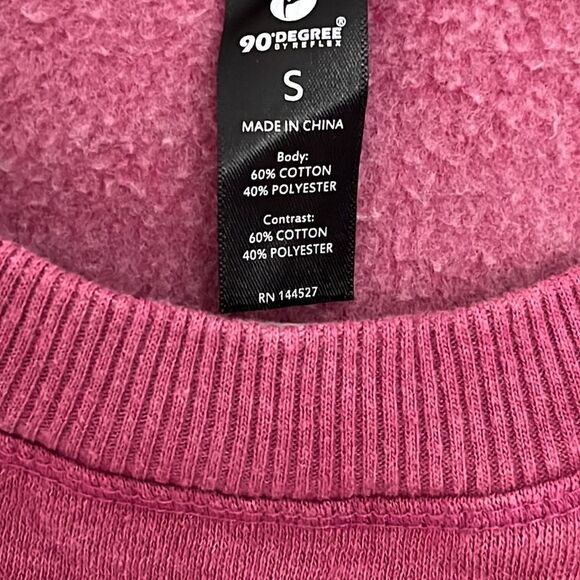 90°DEGREE®
BY REFLEX
S
MADE IN CHINA
Body:
60% COTTON
40% POLYESTER
Contrast:
60% COTTON
40% POLYESTER
RN 144527